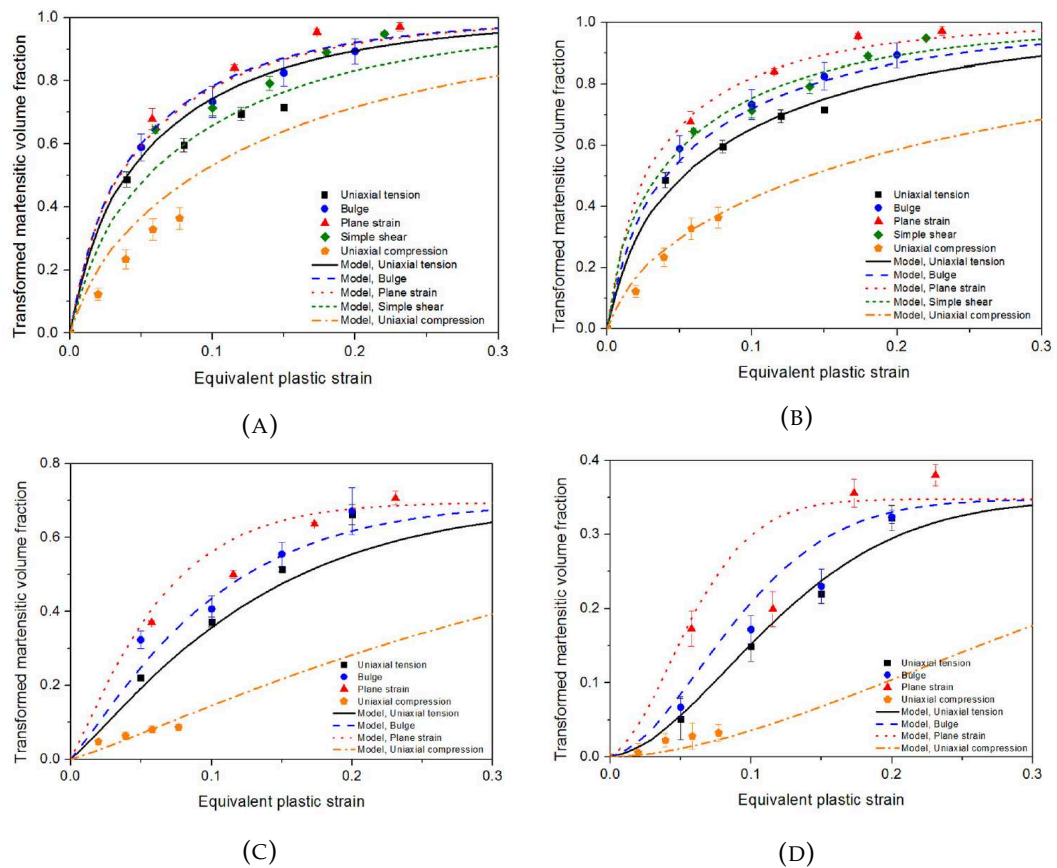 1.0
0.8
0.6
0.4
0.2
0.0
Transformed martensitic volume fraction
Uniaxial tension
Bulge
Plane strain
Simple shear
Uniaxial compression
Model, Uniaxial tension
Model, Bulge
Model, Plane strain
Model, Simple shear
Model, Uniaxial compression
0.0 0.1 0.2 0.3
Equivalent plastic strain
(A)
1.0
0.8
0.6
0.4
0.2
0.0
Transformed martensitic volume fraction
Uniaxial tension
Bulge
Plane strain
Simple shear
Uniaxial compression
Model, Uniaxial tension
Model, Bulge
Model, Plane strain
Model, Simple shear
Model, Uniaxial compression
0.0 0.1 0.2 0.3
Equivalent plastic strain
(B)
0.8
0.6
0.4
0.2
0.0
Transformed martensitic volume fraction
Uniaxial tension
Bulge
Plane strain
Uniaxial compression
Model, Uniaxial tension
Model, Bulge
Model, Plane strain
Model, Uniaxial compression
0.0 0.1 0.2 0.3
Equivalent plastic strain
(C)
0.4
0.3
0.2
0.1
0.0
Transformed martensitic volume fraction
Uniaxial tension
Bulge
Plane strain
Uniaxial compression
Model, Uniaxial tension
Model, Bulge
Model, Plane strain
Model, Uniaxial compression
0.0 0.1 0.2 0.3
Equivalent plastic strain
(D)